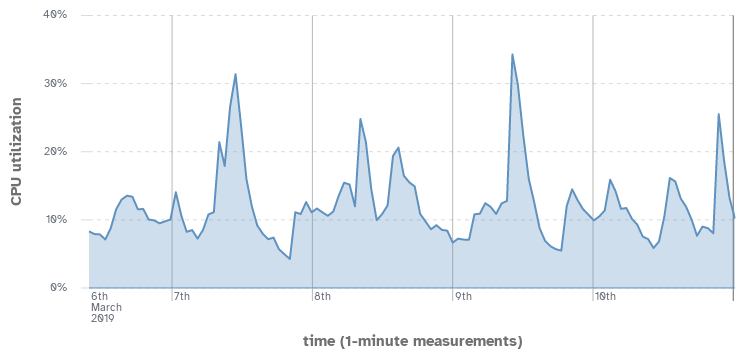 40%
30%
20%
10%
0%
CPU utilization
6th 7th 8th 9th 10th
March
2019
time (1-minute measurements)